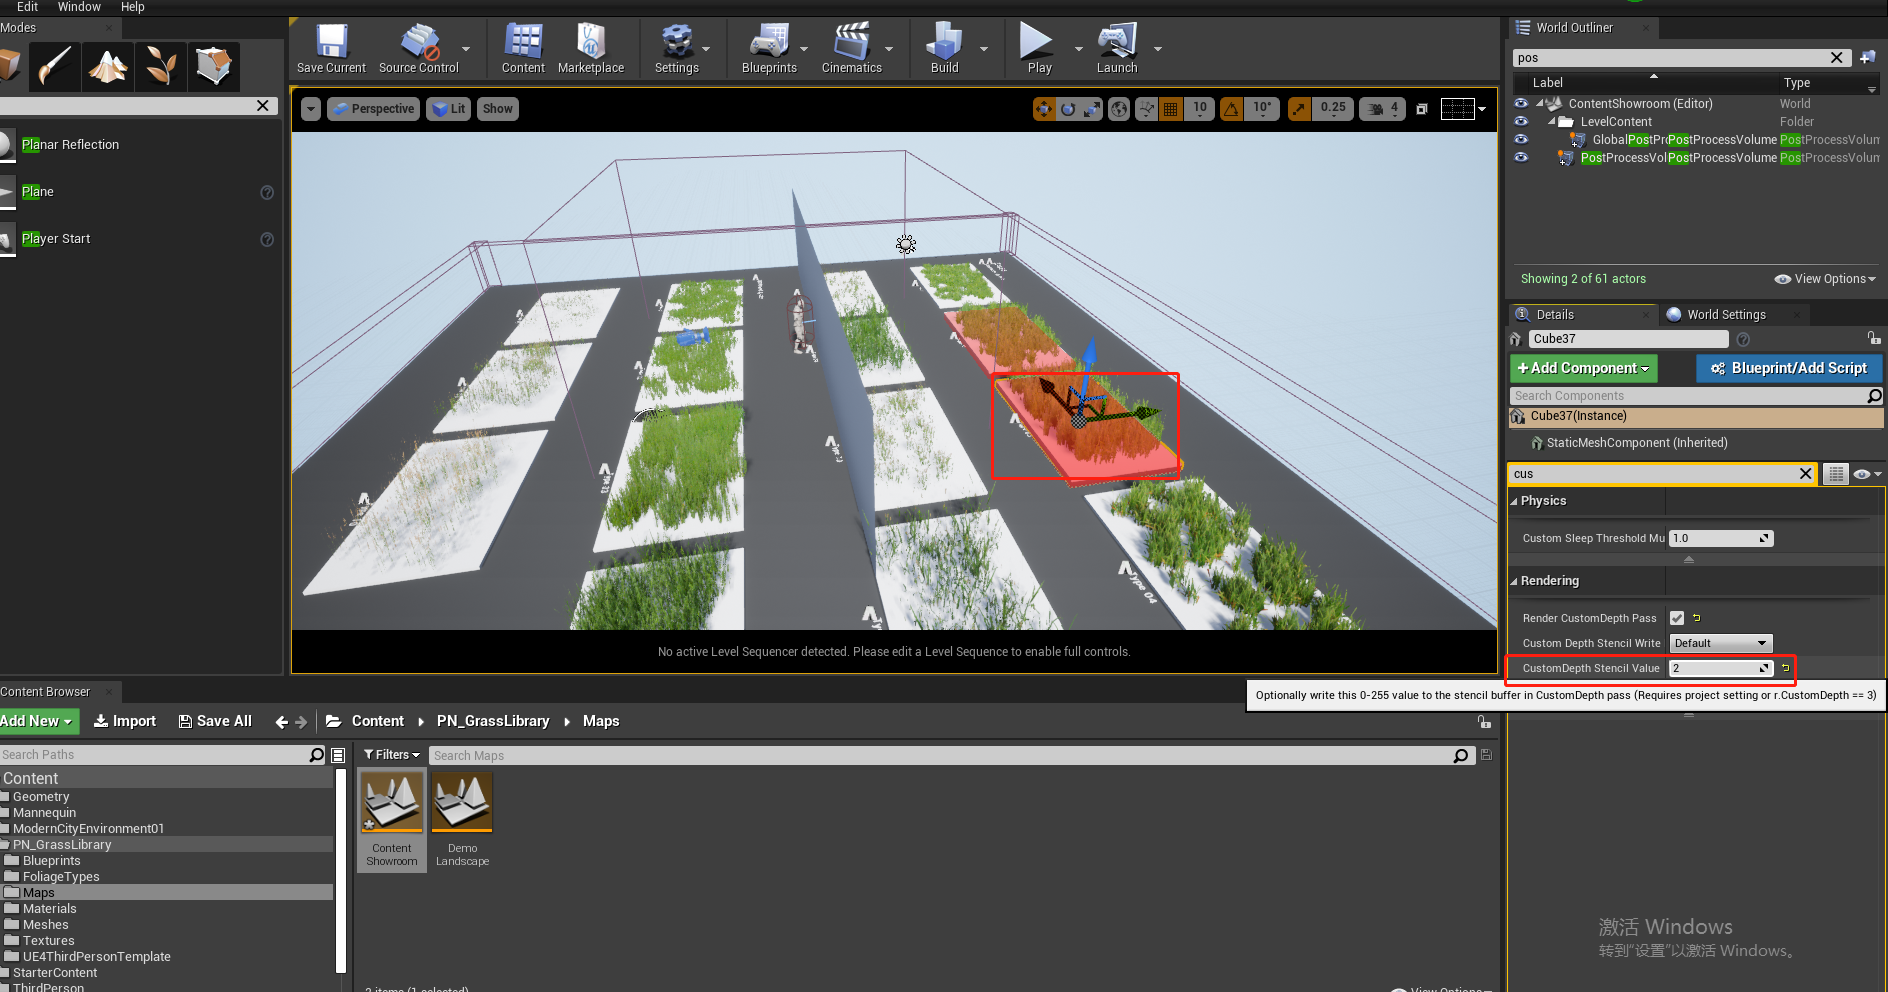 Edit Window Help
Modes
Planar Reflection
Plane
Player Start
Save Current
Source Control
Content
Marketplace
Settings
Blueprints
Cinematics
Build
Play
Launch
Perspective
Lit
Show
10
10°
0.25
4
Type 04
No active Level Sequencer detected. Please edit a Level Sequence to enable full controls.
World Outliner
pos
Label Type
ContentShowroom (Editor) World
LevelContent Folder
GlobalPostPrPostProcessVolume PostProcessVolum
PostProcessVolPostProcessVolume PostProcessVolum
Showing 2 of 61 actors
View Options
Details
World Settings
Cube37
Add Component
Blueprint/Add Script
Search Components
Cube37(Instance)
StaticMeshComponent (Inherited)
cus
Physics
Custom Sleep Threshold Mu 1.0
Rendering
Render CustomDepth Pass
Custom Depth Stencil Write Default
CustomDepth Stencil Value 2
Optionally write this 0-255 value to the stencil buffer in CustomDepth pass (Requires project setting or r.CustomDepth == 3)
Content Browser
Add New
Import
Save All
Content
PN_GrassLibrary
Maps
Search Paths
Filters
Search Maps
Content
Geometry
Mannequin
ModernCityEnvironment01
PN_GrassLibrary
Blueprints
FoliageTypes
Maps
Materials
Meshes
Textures
UE4ThirdPersonTemplate
StarterContent
ThirdPerson
Content
Showroom
Demo
Landscape
2 items (1 selected)
View Options
激活 Windows
转到“设置”以激活 Windows。